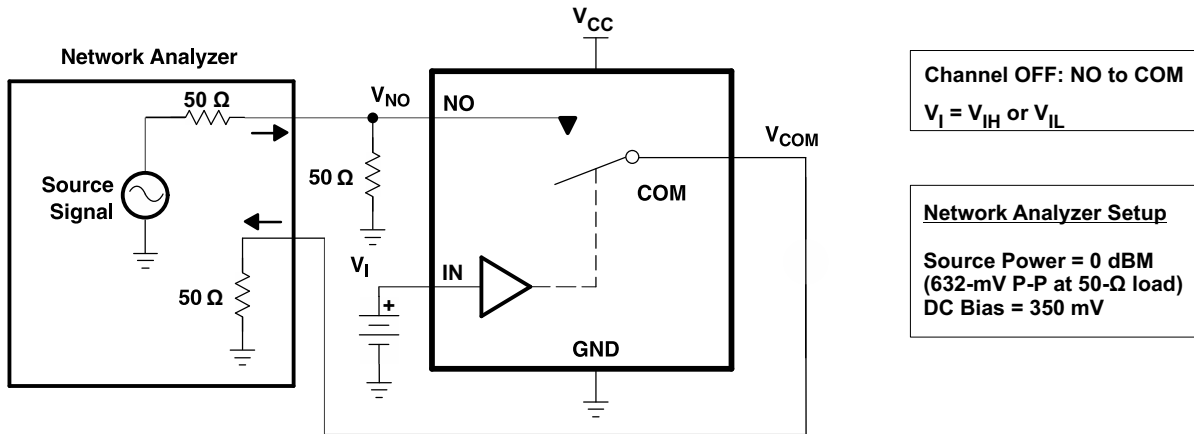 Network Analyzer
50 Ω
Source
Signal
50 Ω
V_NO
50 Ω
V_I
+
V_CC
NO
COM
IN
GND
V_COM
Channel OFF: NO to COM
V_I = V_IH or V_IL
Network Analyzer Setup
Source Power = 0 dBM
(632-mV P-P at 50-Ω load)
DC Bias = 350 mV